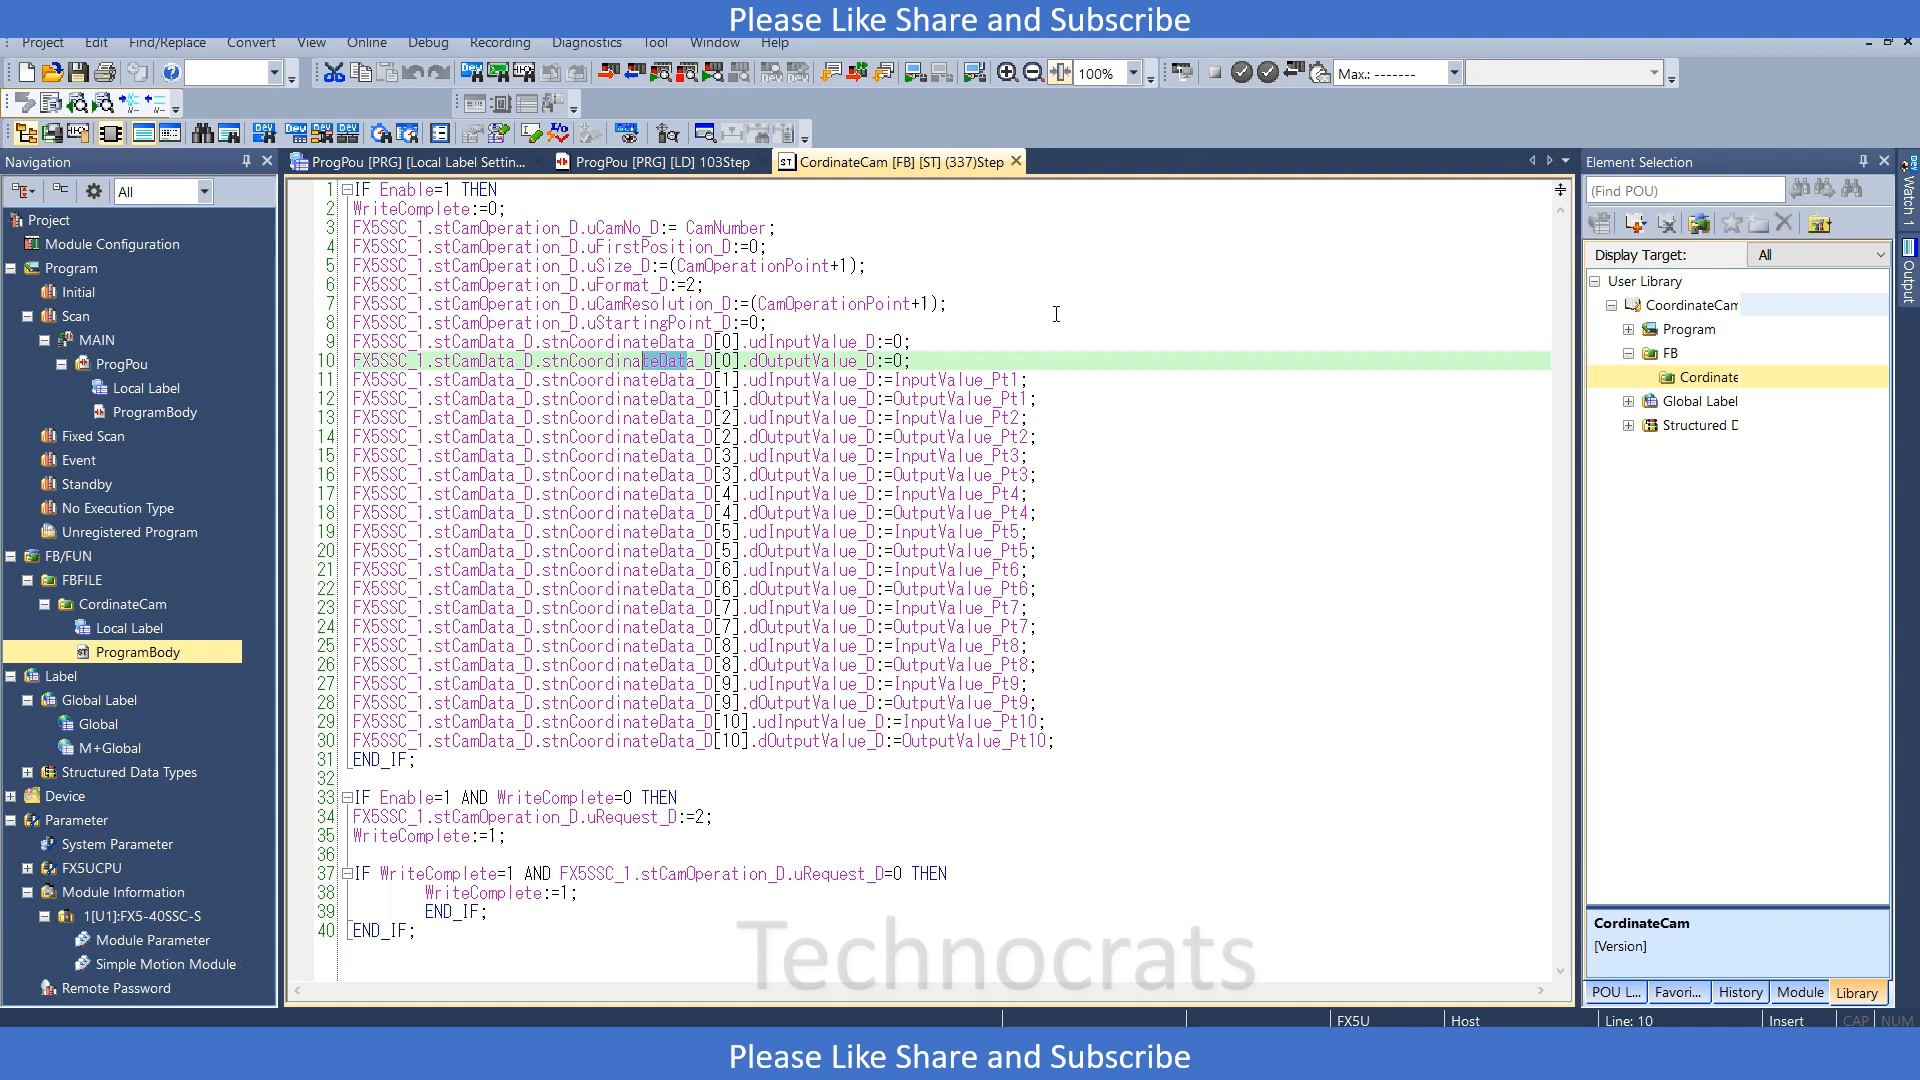 Please Like Share and Subscribe
Project Edit Find/Replace Convert View Online Debug Recording Diagnostics Tool Window Help
100%
Max.: -------
Navigation
ProgPou [PRG] [Local Label Settin...
ProgPou [PRG] [LD] 103Step
CordinateCam [FB] [ST] (337)Step
Element Selection
All
(Find POU)
Display Target: All
Project
Module Configuration
Program
Initial
Scan
MAIN
ProgPou
Local Label
ProgramBody
Fixed Scan
Event
Standby
No Execution Type
Unregistered Program
FB/FUN
FBFILE
CordinateCam
Local Label
ProgramBody
Label
Global Label
Global
M+Global
Structured Data Types
Device
Parameter
System Parameter
FX5UCPU
Module Information
1[U1]:FX5-40SSC-S
Module Parameter
Simple Motion Module
Remote Password
1 IF Enable=1 THEN
2 WriteComplete:=0;
3 FX5SSC_1.stCamOperation_D.uCamNo_D:= CamNumber;
4 FX5SSC_1.stCamOperation_D.uFirstPosition_D:=0;
5 FX5SSC_1.stCamOperation_D.uSize_D:=(CamOperationPoint+1);
6 FX5SSC_1.stCamOperation_D.uFormat_D:=2;
7 FX5SSC_1.stCamOperation_D.uCamResolution_D:=(CamOperationPoint+1);
8 FX5SSC_1.stCamOperation_D.uStartingPoint_D:=0;
9 FX5SSC_1.stCamData_D.stnCoordinateData_D[0].udInputValue_D:=0;
10 FX5SSC_1.stCamData_D.stnCoordinateData_D[0].dOutputValue_D:=0;
11 FX5SSC_1.stCamData_D.stnCoordinateData_D[1].udInputValue_D:=InputValue_Pt1;
12 FX5SSC_1.stCamData_D.stnCoordinateData_D[1].dOutputValue_D:=OutputValue_Pt1;
13 FX5SSC_1.stCamData_D.stnCoordinateData_D[2].udInputValue_D:=InputValue_Pt2;
14 FX5SSC_1.stCamData_D.stnCoordinateData_D[2].dOutputValue_D:=OutputValue_Pt2;
15 FX5SSC_1.stCamData_D.stnCoordinateData_D[3].udInputValue_D:=InputValue_Pt3;
16 FX5SSC_1.stCamData_D.stnCoordinateData_D[3].dOutputValue_D:=OutputValue_Pt3;
17 FX5SSC_1.stCamData_D.stnCoordinateData_D[4].udInputValue_D:=InputValue_Pt4;
18 FX5SSC_1.stCamData_D.stnCoordinateData_D[4].dOutputValue_D:=OutputValue_Pt4;
19 FX5SSC_1.stCamData_D.stnCoordinateData_D[5].udInputValue_D:=InputValue_Pt5;
20 FX5SSC_1.stCamData_D.stnCoordinateData_D[5].dOutputValue_D:=OutputValue_Pt5;
21 FX5SSC_1.stCamData_D.stnCoordinateData_D[6].udInputValue_D:=InputValue_Pt6;
22 FX5SSC_1.stCamData_D.stnCoordinateData_D[6].dOutputValue_D:=OutputValue_Pt6;
23 FX5SSC_1.stCamData_D.stnCoordinateData_D[7].udInputValue_D:=InputValue_Pt7;
24 FX5SSC_1.stCamData_D.stnCoordinateData_D[7].dOutputValue_D:=OutputValue_Pt7;
25 FX5SSC_1.stCamData_D.stnCoordinateData_D[8].udInputValue_D:=InputValue_Pt8;
26 FX5SSC_1.stCamData_D.stnCoordinateData_D[8].dOutputValue_D:=OutputValue_Pt8;
27 FX5SSC_1.stCamData_D.stnCoordinateData_D[9].udInputValue_D:=InputValue_Pt9;
28 FX5SSC_1.stCamData_D.stnCoordinateData_D[9].dOutputValue_D:=OutputValue_Pt9;
29 FX5SSC_1.stCamData_D.stnCoordinateData_D[10].udInputValue_D:=InputValue_Pt10;
30 FX5SSC_1.stCamData_D.stnCoordinateData_D[10].dOutputValue_D:=OutputValue_Pt10;
31 END_IF;
32
33 IF Enable=1 AND WriteComplete=0 THEN
34 FX5SSC_1.stCamOperation_D.uRequest_D:=2;
35 WriteComplete:=1;
36
37 IF WriteComplete=1 AND FX5SSC_1.stCamOperation_D.uRequest_D=0 THEN
38 WriteComplete:=1;
39 END_IF;
40 END_IF;
Technocrats
User Library
CoordinateCam
Program
FB
Cordinate
Global Label
Structured D
CordinateCam
[Version]
POU L... Favori... History Module Library
Watch 1
Output
FX5U Host Line: 10 Insert CAP NUM
Please Like Share and Subscribe